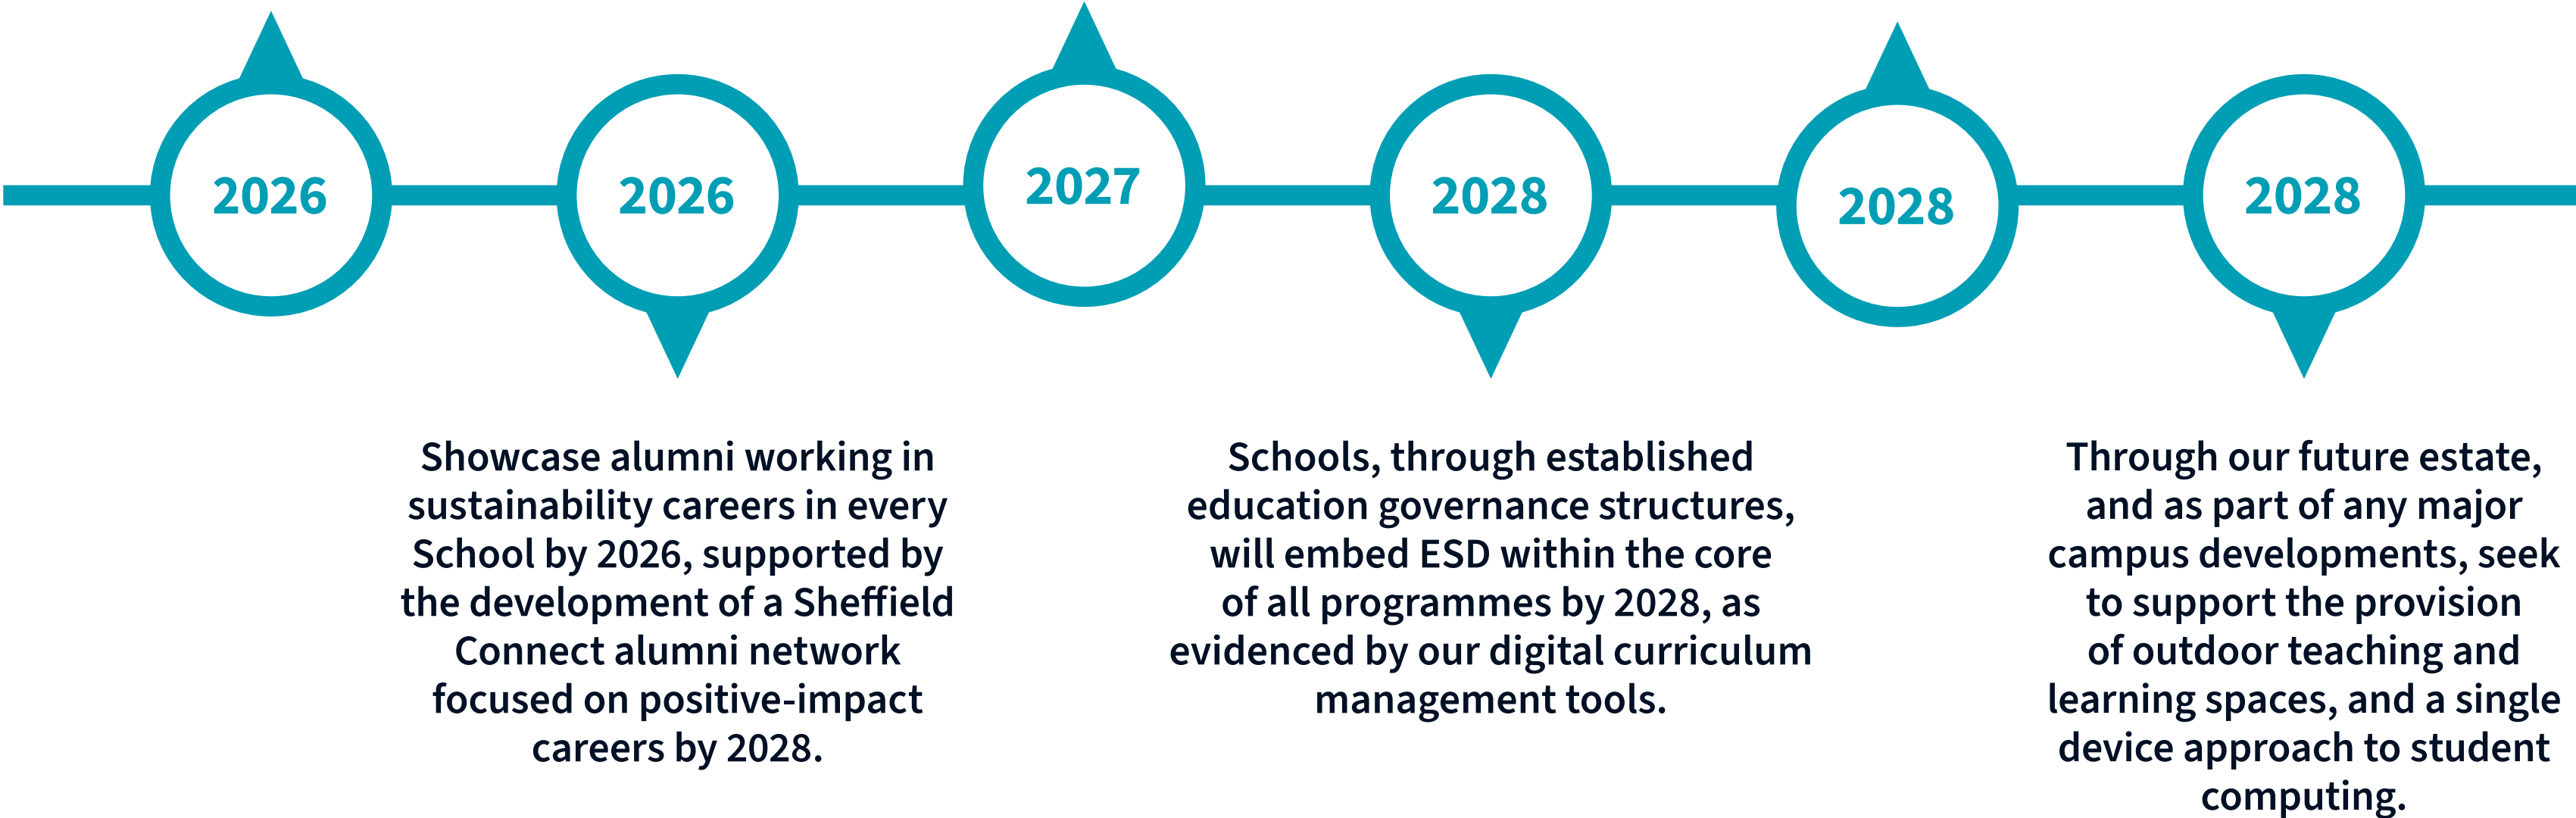 2026
2026
2027
2028
2028
2028
Showcase alumni working in
sustainability careers in every
School by 2026, supported by
the development of a Sheffield
Connect alumni network
focused on positive-impact
careers by 2028.
Schools, through established
education governance structures,
will embed ESD within the core
of all programmes by 2028, as
evidenced by our digital curriculum
management tools.
Through our future estate,
and as part of any major
campus developments, seek
to support the provision
of outdoor teaching and
learning spaces, and a single
device approach to student
computing.